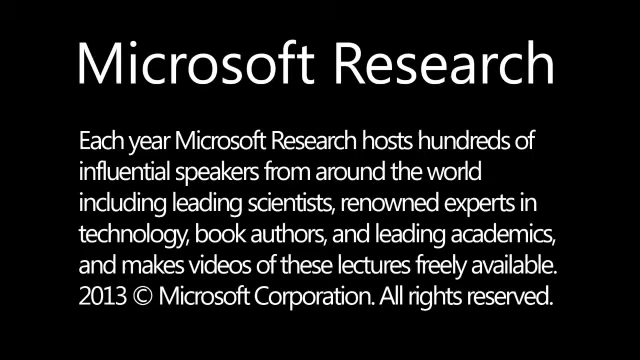 Microsoft Research
Each year Microsoft Research hosts hundreds of
influential speakers from around the world
including leading scientists, renowned experts in
technology, book authors, and leading academics,
and makes videos of these lectures freely available.
2013 © Microsoft Corporation. All rights reserved.